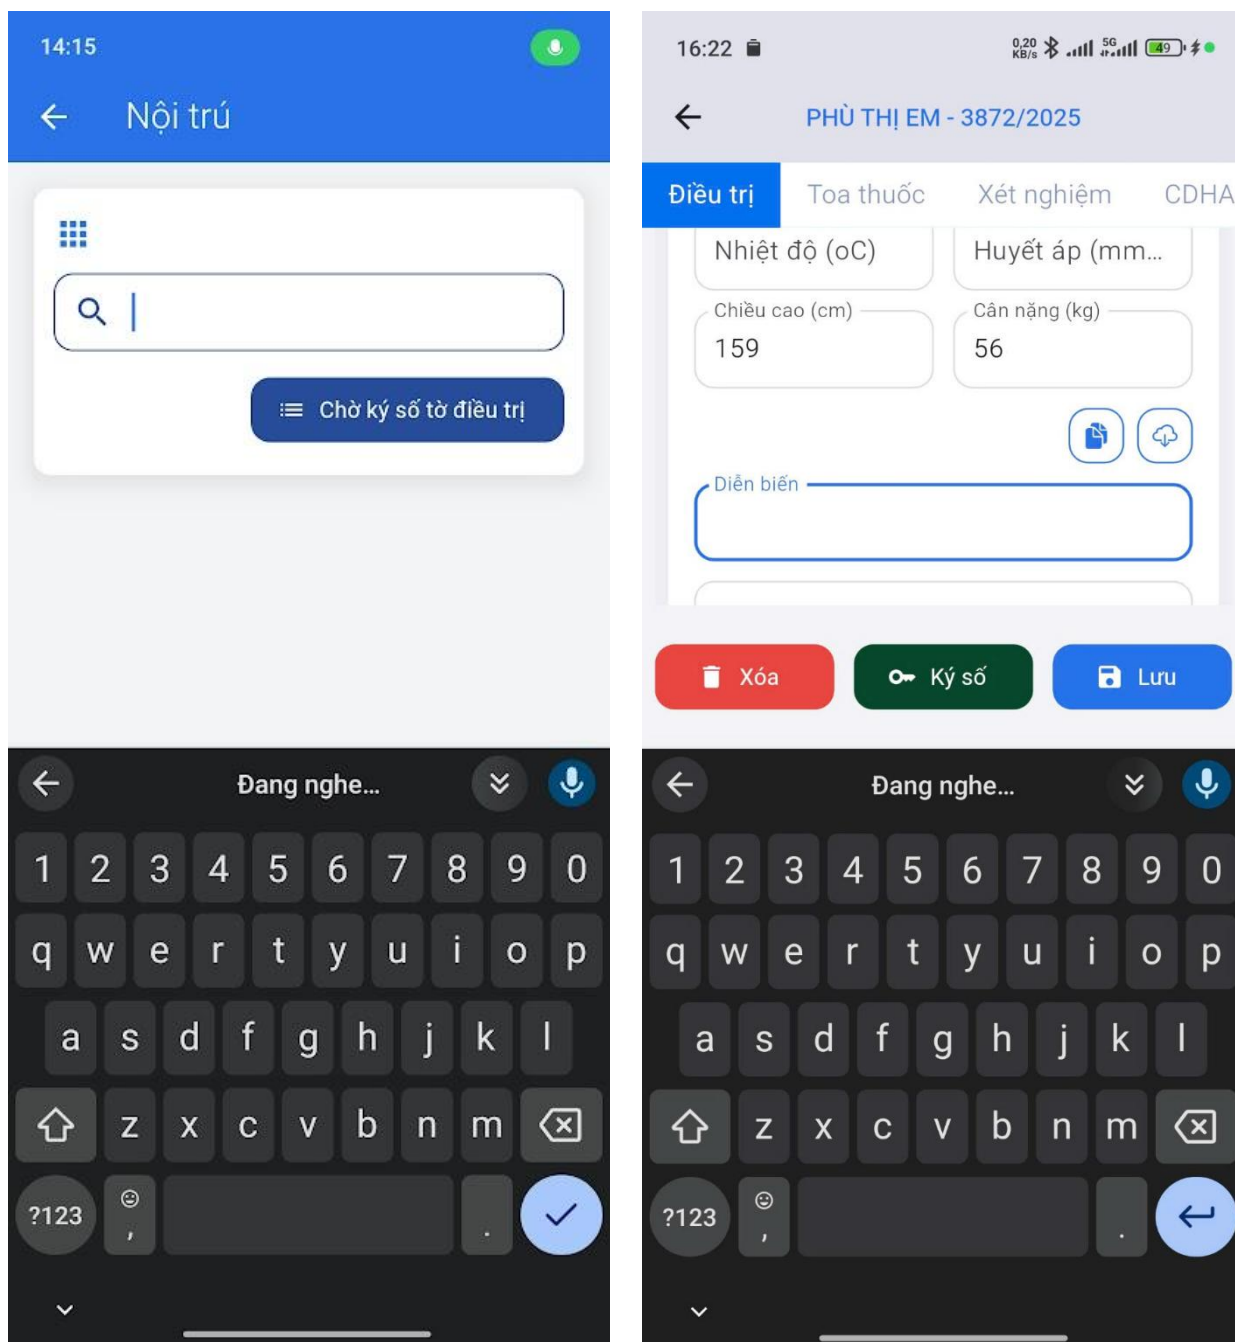 14:15
Nội trú
Chờ ký số tờ điều trị
Đang nghe...
1 2 3 4 5 6 7 8 9 0
q w e r t y u i o p
a s d f g h j k l
z x c v b n m
?123 , .
16:22 0,20 KB/s 5G 49
PHÙ THỊ EM - 3872/2025
Điều trị Toa thuốc Xét nghiệm CDHA
Nhiệt độ (oC) Huyết áp (mm...
Chiều cao (cm) Cân nặng (kg)
159 56
Diễn biến
Xóa Ký số Lưu
Đang nghe...
1 2 3 4 5 6 7 8 9 0
q w e r t y u i o p
a s d f g h j k l
z x c v b n m
?123 , .